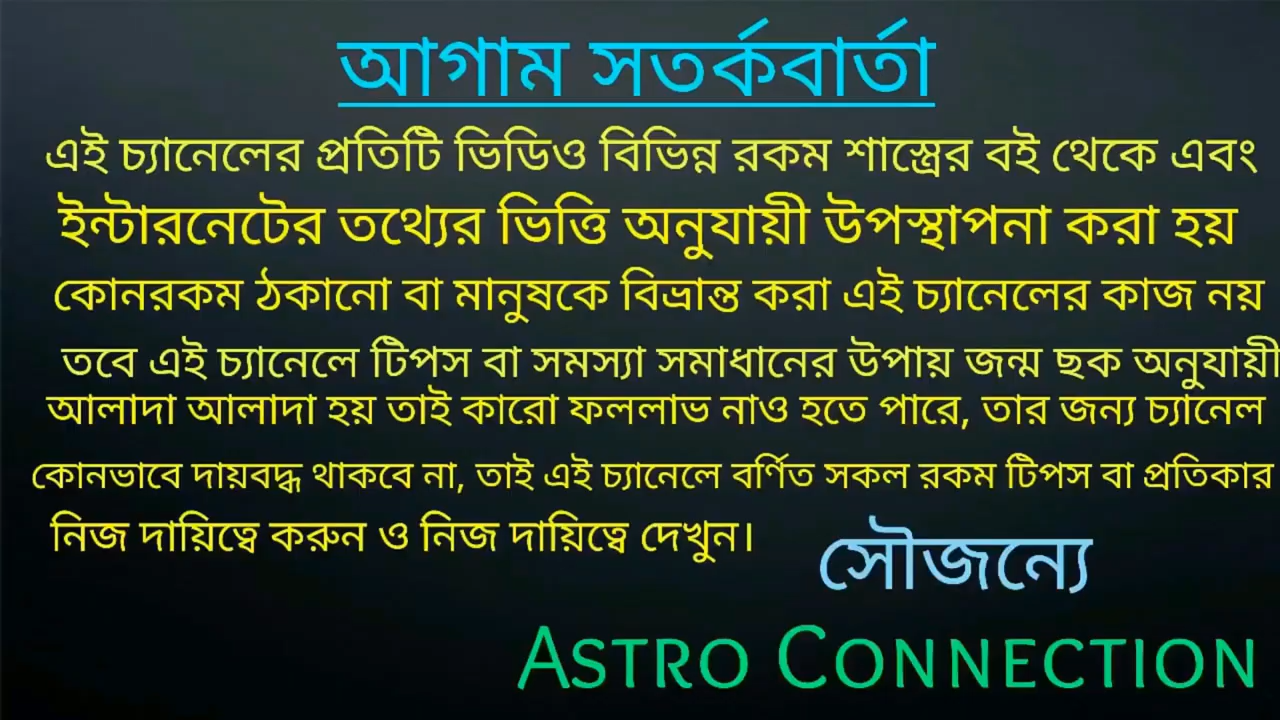 আগাম সতর্কবার্তা
এই চ্যানেলের প্রতিটি ভিডিও বিভিন্ন রকম শাস্ত্রের বই থেকে এবং
ইন্টারনেটের তথ্যের ভিত্তি অনুযায়ী উপস্থাপনা করা হয়
কোনরকম ঠকানো বা মানুষকে বিভ্রান্ত করা এই চ্যানেলের কাজ নয়
তবে এই চ্যানেলে টিপস বা সমস্যা সমাধানের উপায় জন্ম ছক অনুযায়ী
আলাদা আলাদা হয় তাই কারো ফললাভ নাও হতে পারে, তার জন্য চ্যানেল
কোনভাবে দায়বদ্ধ থাকবে না, তাই এই চ্যানেলে বর্ণিত সকল রকম টিপস বা প্রতিকার
নিজ দায়িত্বে করুন ও নিজ দায়িত্বে দেখুন।
সৌজন্যে
ASTRO CONNECTION